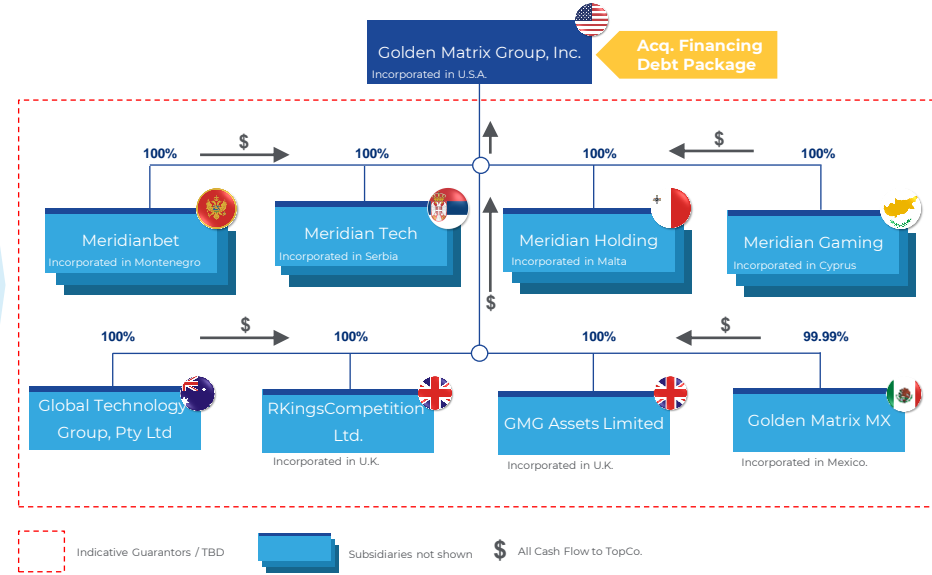 Golden Matrix Group, Inc.
Incorporated in U.S.A.
Acq. Financing
Debt Package
$
$
100%
100%
100%
100%
Meridianbet
Incorporated in Montenegro
Meridian Tech
Incorporated in Serbia
Meridian Holding
Incorporated in Malta
Meridian Gaming
Incorporated in Cyprus
$
$
$
100%
100%
100%
99.99%
Global Technology
Group, Pty Ltd
RKingsCompetition
Ltd.
Incorporated in U.K.
GMG Assets Limited
Incorporated in U.K.
Golden Matrix MX
Incorporated in Mexico.
Indicative Guarantors / TBD
Subsidiaries not shown
$ All Cash Flow to TopCo.